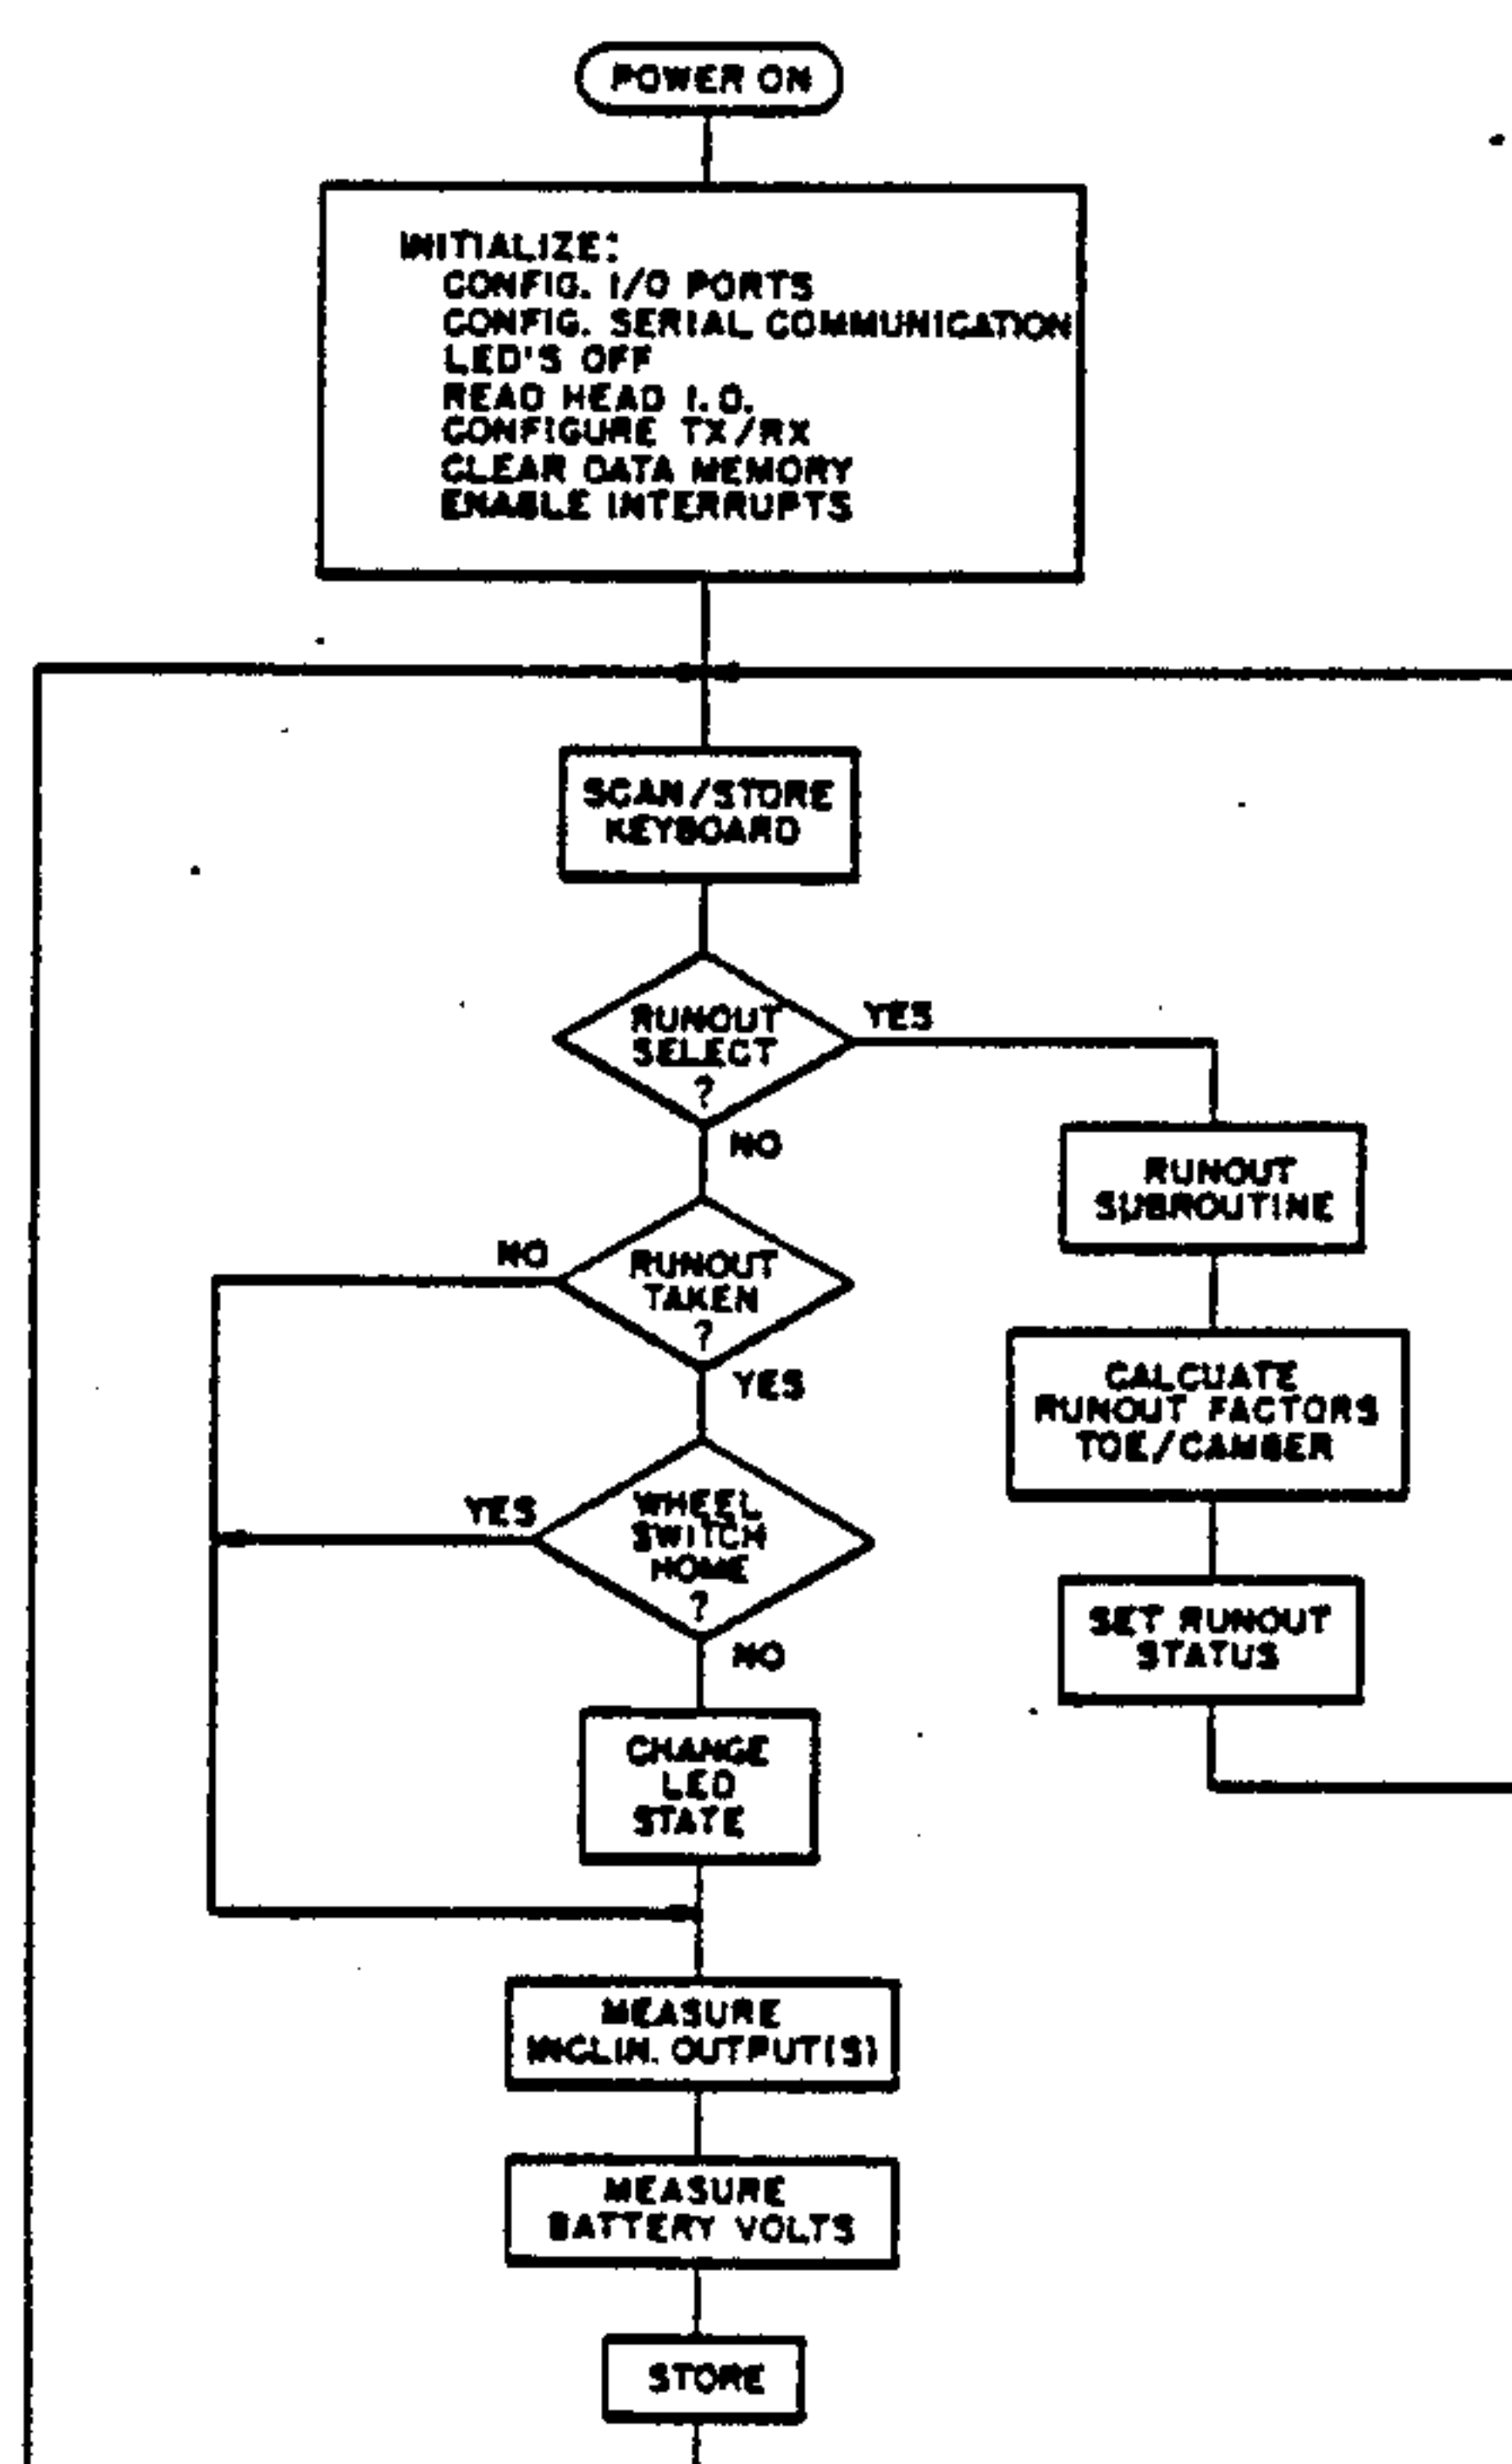 POWER ON
INITIALIZE:
CONFIG. I/O PORTS
CONFIG. SERIAL COMMUNICATION
LED'S OFF
READ HEAD I.D.
CONFIGURE TX/RX
CLEAR DATA MEMORY
ENABLE INTERRUPTS
SCAN/STORE
KEYBOARD
RUNOUT
SELECT
?
YES
NO
RUNOUT
SUBROUTINE
NO
RUNOUT
TAKEN
?
YES
CALCUATE
RUNOUT FACTORS
TOE/CAMBER
YES
WHEEL
SWITCH
HOME
?
NO
SET RUNOUT
STATUS
CHANGE
LED
STATE
MEASURE
INCLIN. OUTPUT(S)
MEASURE
BATTERY VOLTS
STORE